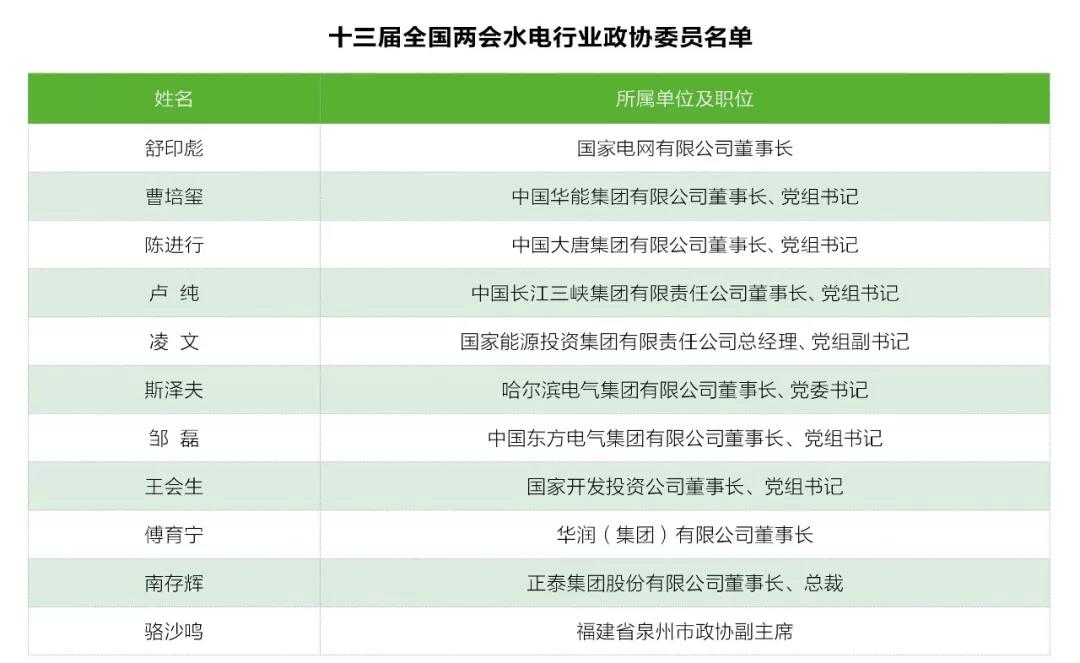 十三届全国两会水电行业政协委员名单
姓名 所属单位及职位
舒印彪 国家电网有限公司董事长
曹培玺 中国华能集团有限公司董事长、党组书记
陈进行 中国大唐集团有限公司董事长、党组书记
卢 纯 中国长江三峡集团有限责任公司董事长、党组书记
凌 文 国家能源投资集团有限责任公司总经理、党组副书记
斯泽夫 哈尔滨电气集团有限公司董事长、党委书记
邹 磊 中国东方电气集团有限公司董事长、党组书记
王会生 国家开发投资公司董事长、党组书记
傅育宁 华润（集团）有限公司董事长
南存辉 正泰集团股份有限公司董事长、总裁
骆沙鸣 福建省泉州市政协副主席